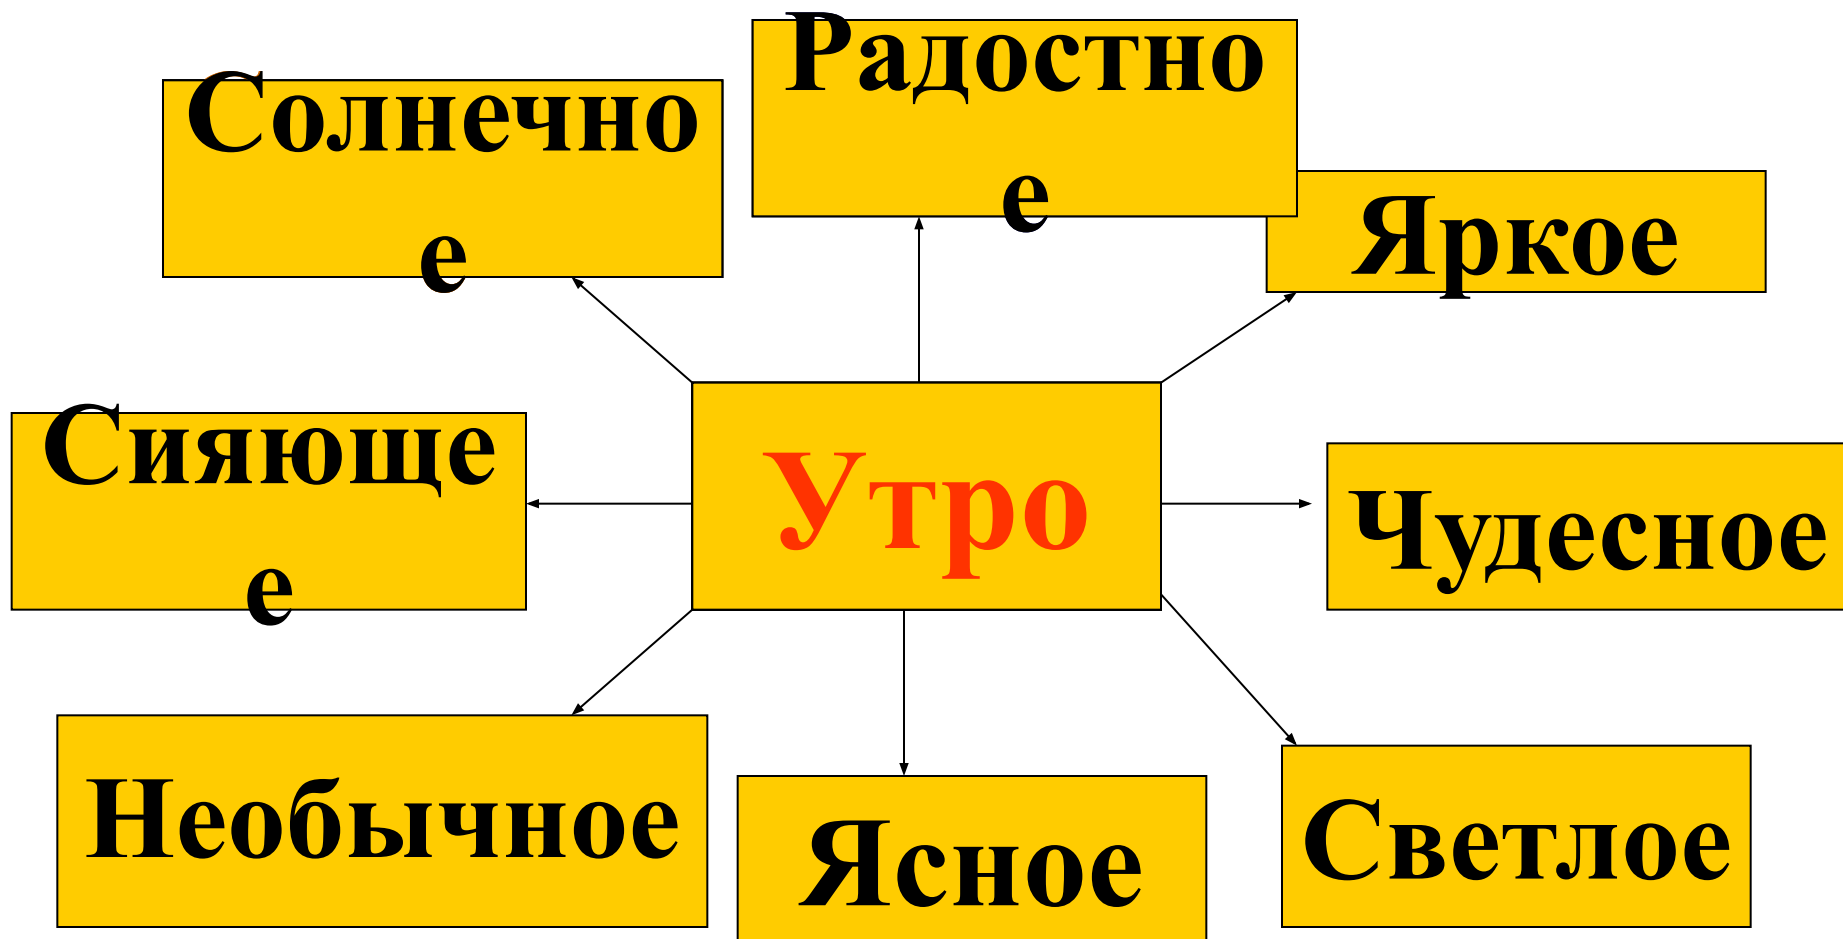 Радостно
е
Солнечно
е
Яркое
Сияюще
е
Утро
Чудесное
Необычное
Ясное
Светлое